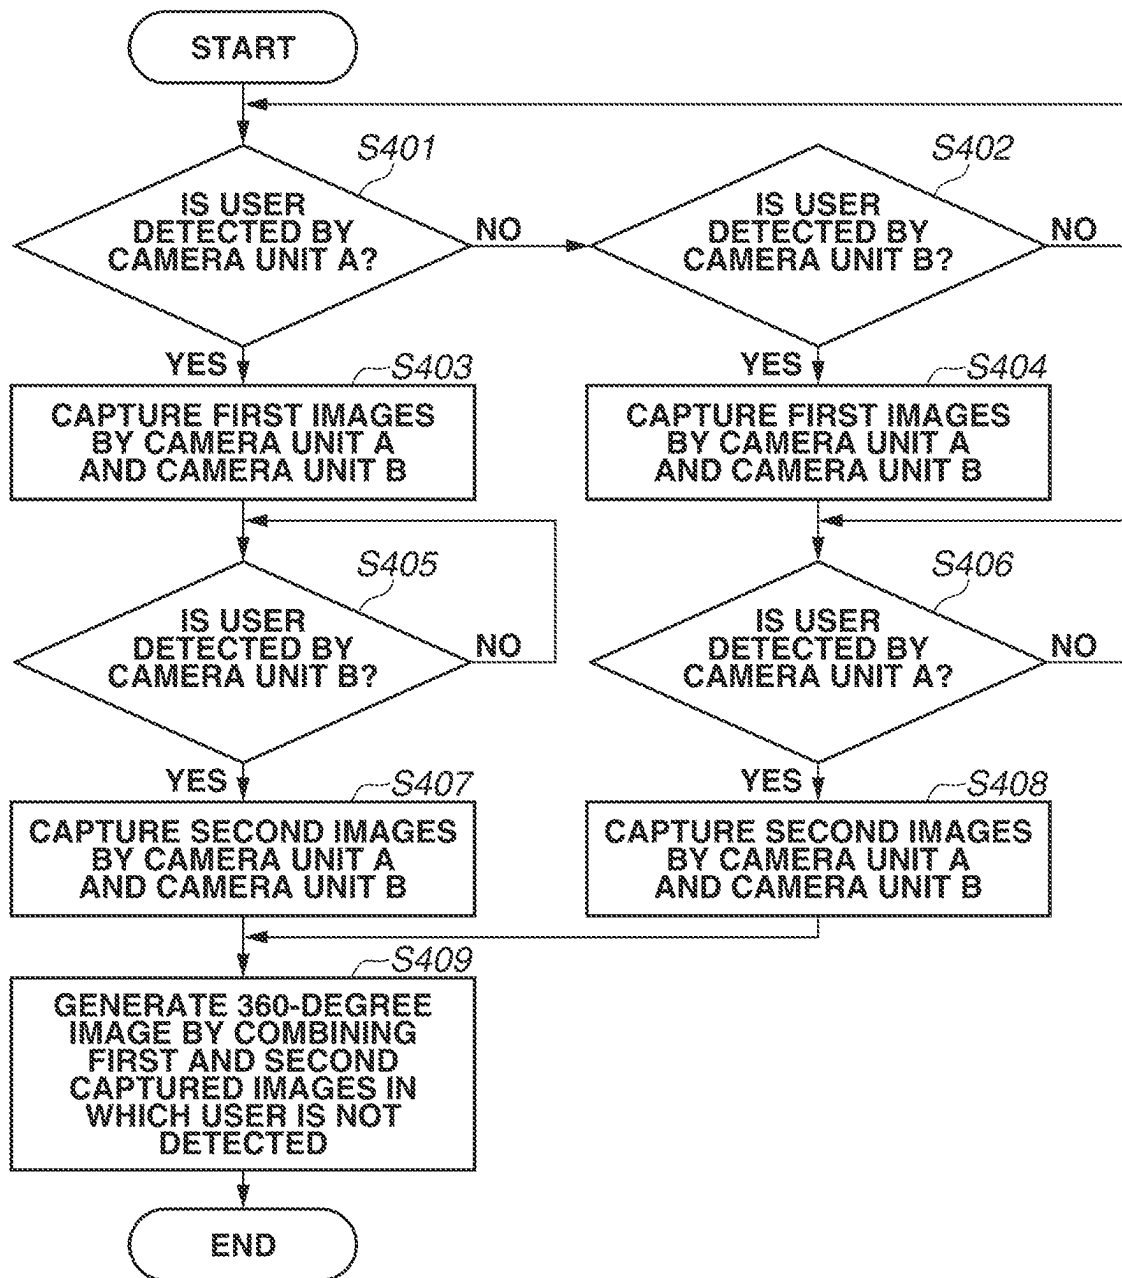 START
S401
IS USER
DETECTED BY
CAMERA UNIT A?
NO
S402
IS USER
DETECTED BY
CAMERA UNIT B?
NO
YES
S403
CAPTURE FIRST IMAGES
BY CAMERA UNIT A
AND CAMERA UNIT B
YES
S404
CAPTURE FIRST IMAGES
BY CAMERA UNIT A
AND CAMERA UNIT B
S405
IS USER
DETECTED BY
CAMERA UNIT B?
NO
S406
IS USER
DETECTED BY
CAMERA UNIT A?
NO
YES
S407
CAPTURE SECOND IMAGES
BY CAMERA UNIT A
AND CAMERA UNIT B
YES
S408
CAPTURE SECOND IMAGES
BY CAMERA UNIT A
AND CAMERA UNIT B
S409
GENERATE 360-DEGREE
IMAGE BY COMBINING
FIRST AND SECOND
CAPTURED IMAGES IN
WHICH USER IS NOT
DETECTED
END